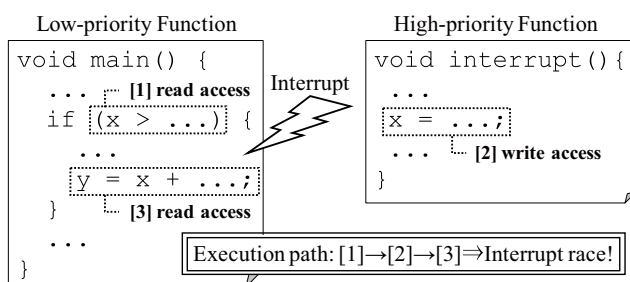 Low-priority Function
void main() {
...
[1] read access
if (x > ...) {
...
y = x + ...;
} [3] read access
...
}
Interrupt
High-priority Function
void interrupt(){
...
x = ...;
... [2] write access
}
Execution path: [1]→[2]→[3]⇒Interrupt race!